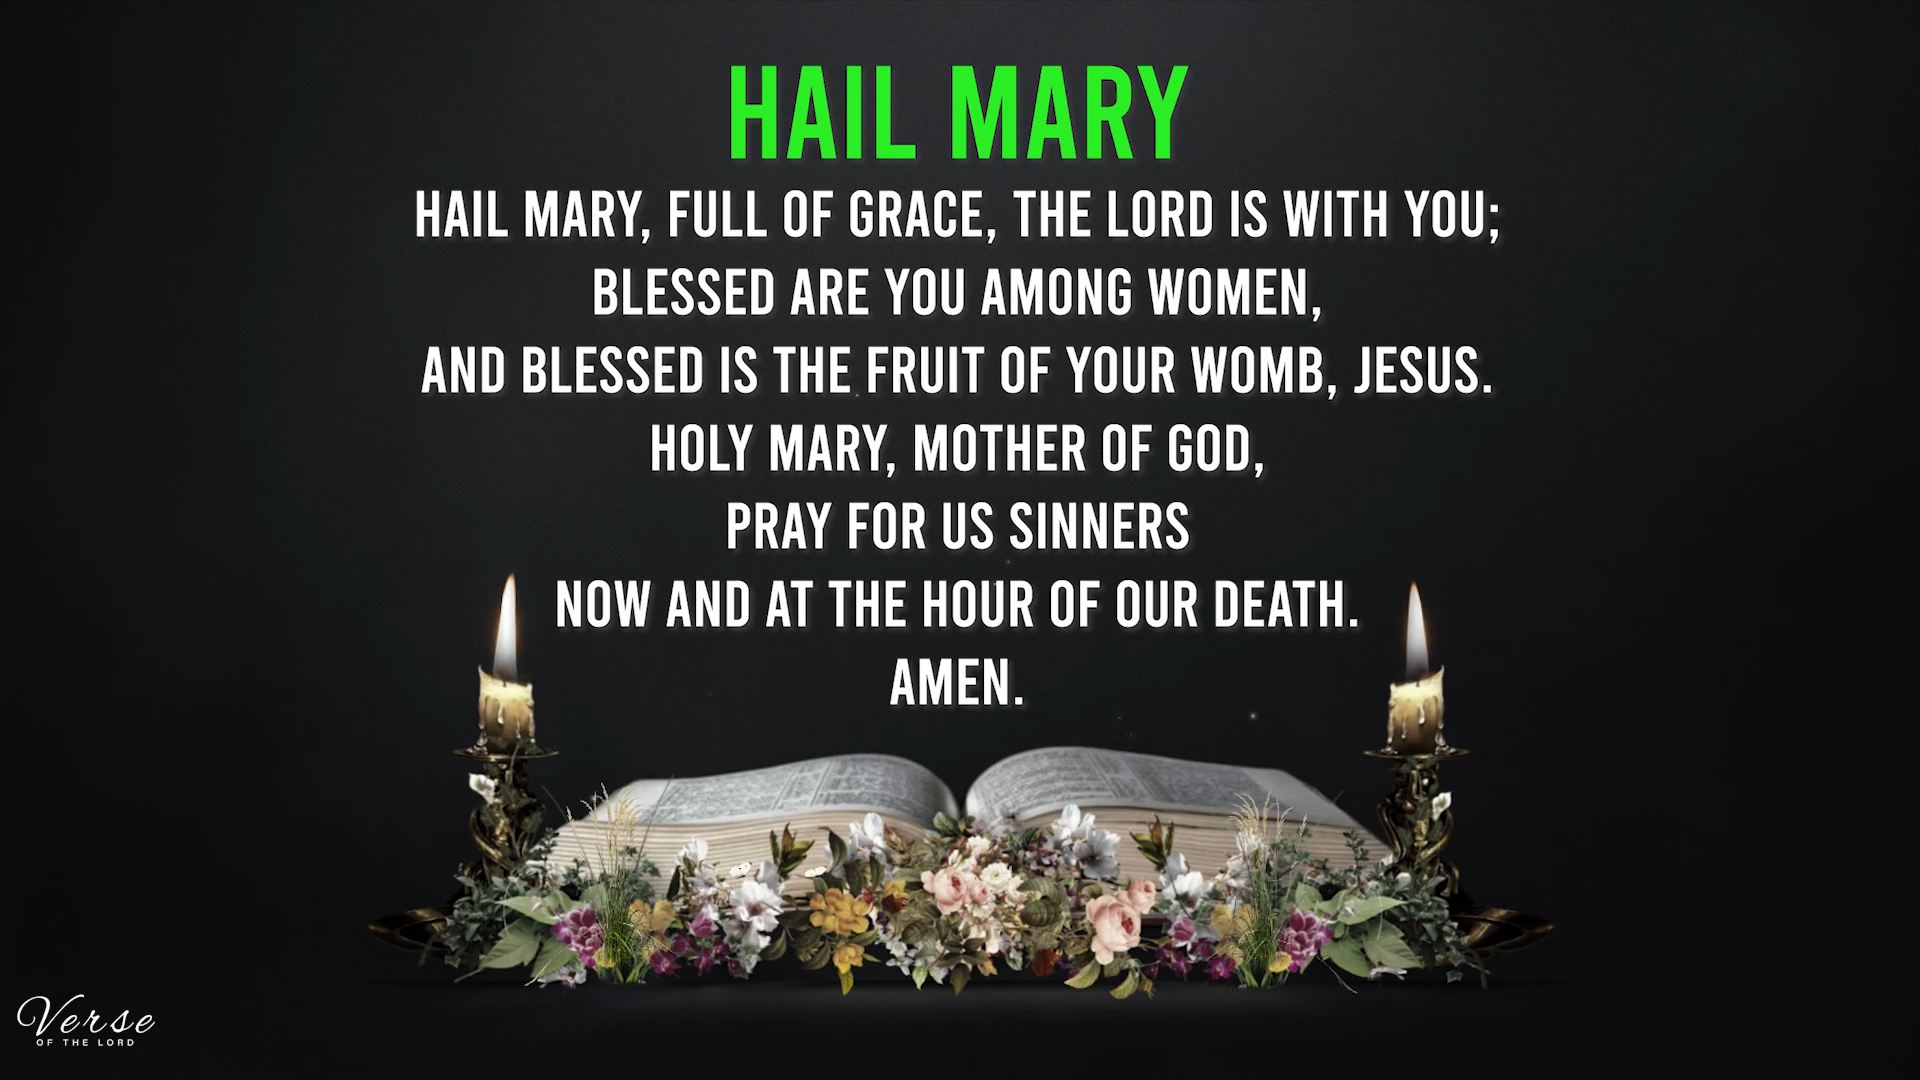 HAIL MARY
HAIL MARY, FULL OF GRACE, THE LORD IS WITH YOU;
BLESSED ARE YOU AMONG WOMEN,
AND BLESSED IS THE FRUIT OF YOUR WOMB, JESUS.
HOLY MARY, MOTHER OF GOD,
PRAY FOR US SINNERS
NOW AND AT THE HOUR OF OUR DEATH.
AMEN.
Verse
OF THE LORD